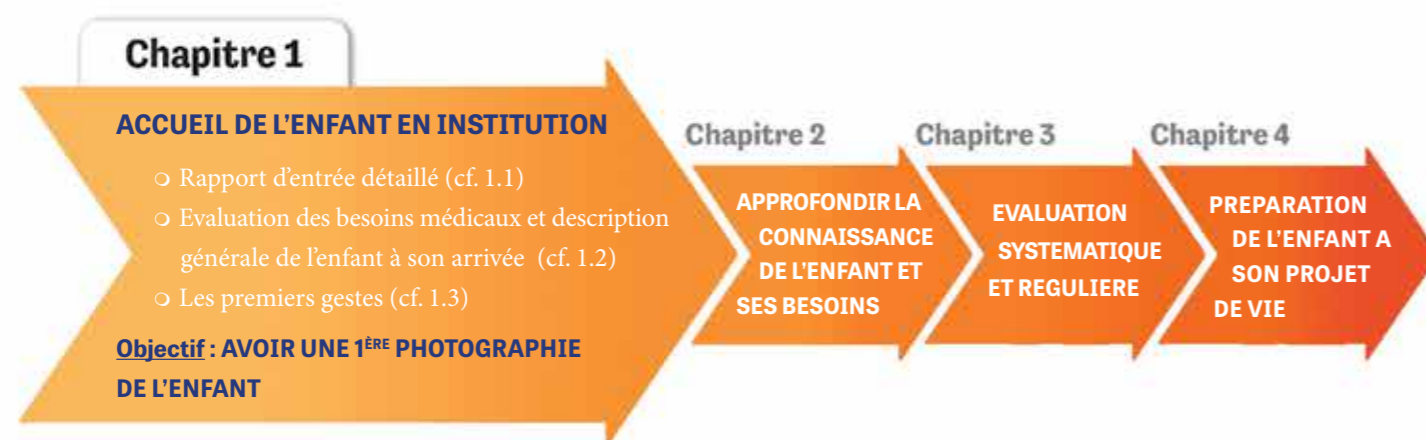 Chapitre 1
ACCUEIL DE L'ENFANT EN INSTITUTION
○ Rapport d'entrée détaillé (cf. 1.1)
○ Evaluation des besoins médicaux et description
générale de l'enfant à son arrivée (cf. 1.2)
○ Les premiers gestes (cf. 1.3)
Objectif : AVOIR UNE 1ÈRE PHOTOGRAPHIE
DE L'ENFANT
Chapitre 2
APPROFONDIR LA
CONNAISSANCE
DE L'ENFANT ET
SES BESOINS
Chapitre 3
EVALUATION
SYSTEMATIQUE
ET REGULIERE
Chapitre 4
PREPARATION
DE L'ENFANT A
SON PROJET
DE VIE